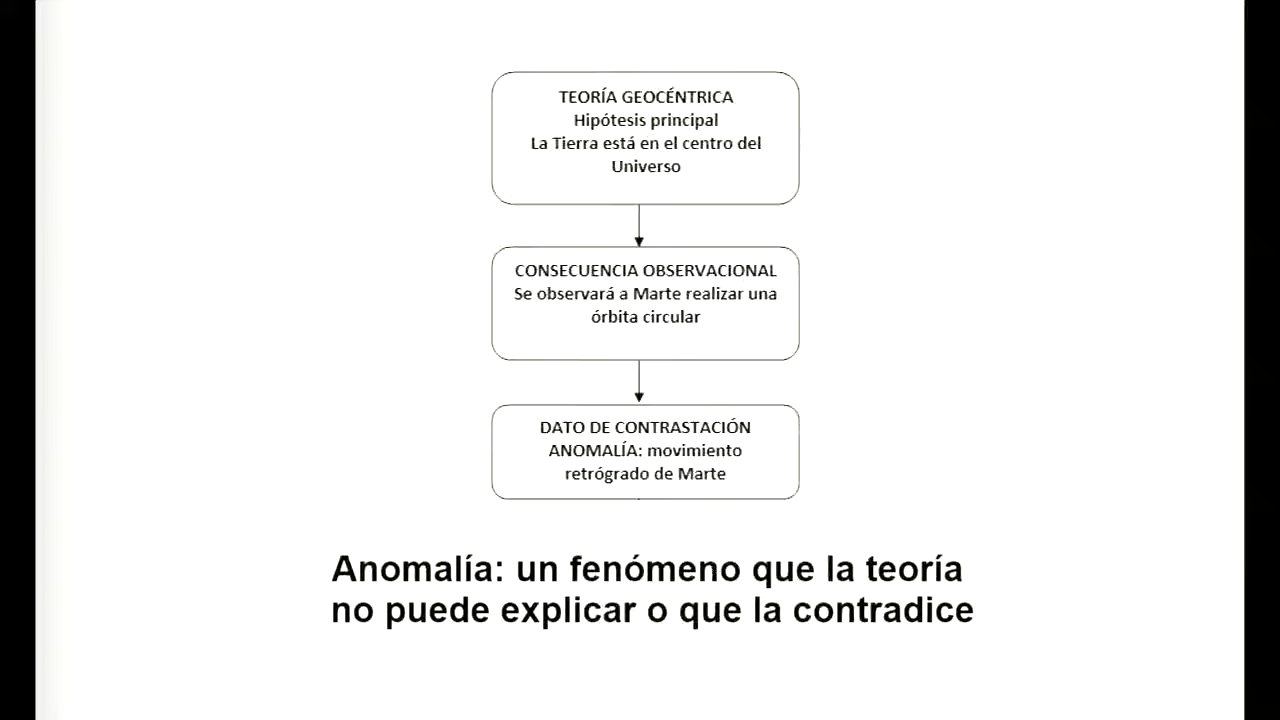 TEORÍA GEOCÉNTRICA
Hipótesis principal
La Tierra está en el centro del
Universo
CONSECUENCIA OBSERVACIONAL
Se observará a Marte realizar una
órbita circular
DATO DE CONTRASTACIÓN
ANOMALÍA: movimiento
retrógrado de Marte
Anomalía: un fenómeno que la teoría
no puede explicar o que la contradice